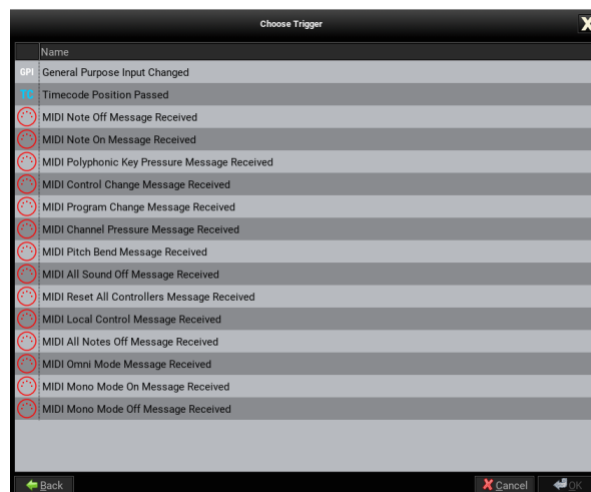 Choose Trigger
X
Name
GPI General Purpose Input Changed
TC Timecode Position Passed
MIDI Note Off Message Received
MIDI Note On Message Received
MIDI Polyphonic Key Pressure Message Received
MIDI Control Change Message Received
MIDI Program Change Message Received
MIDI Channel Pressure Message Received
MIDI Pitch Bend Message Received
MIDI All Sound Off Message Received
MIDI Reset All Controllers Message Received
MIDI Local Control Message Received
MIDI All Notes Off Message Received
MIDI Omni Mode Message Received
MIDI Mono Mode On Message Received
MIDI Mono Mode Off Message Received
Back Cancel OK